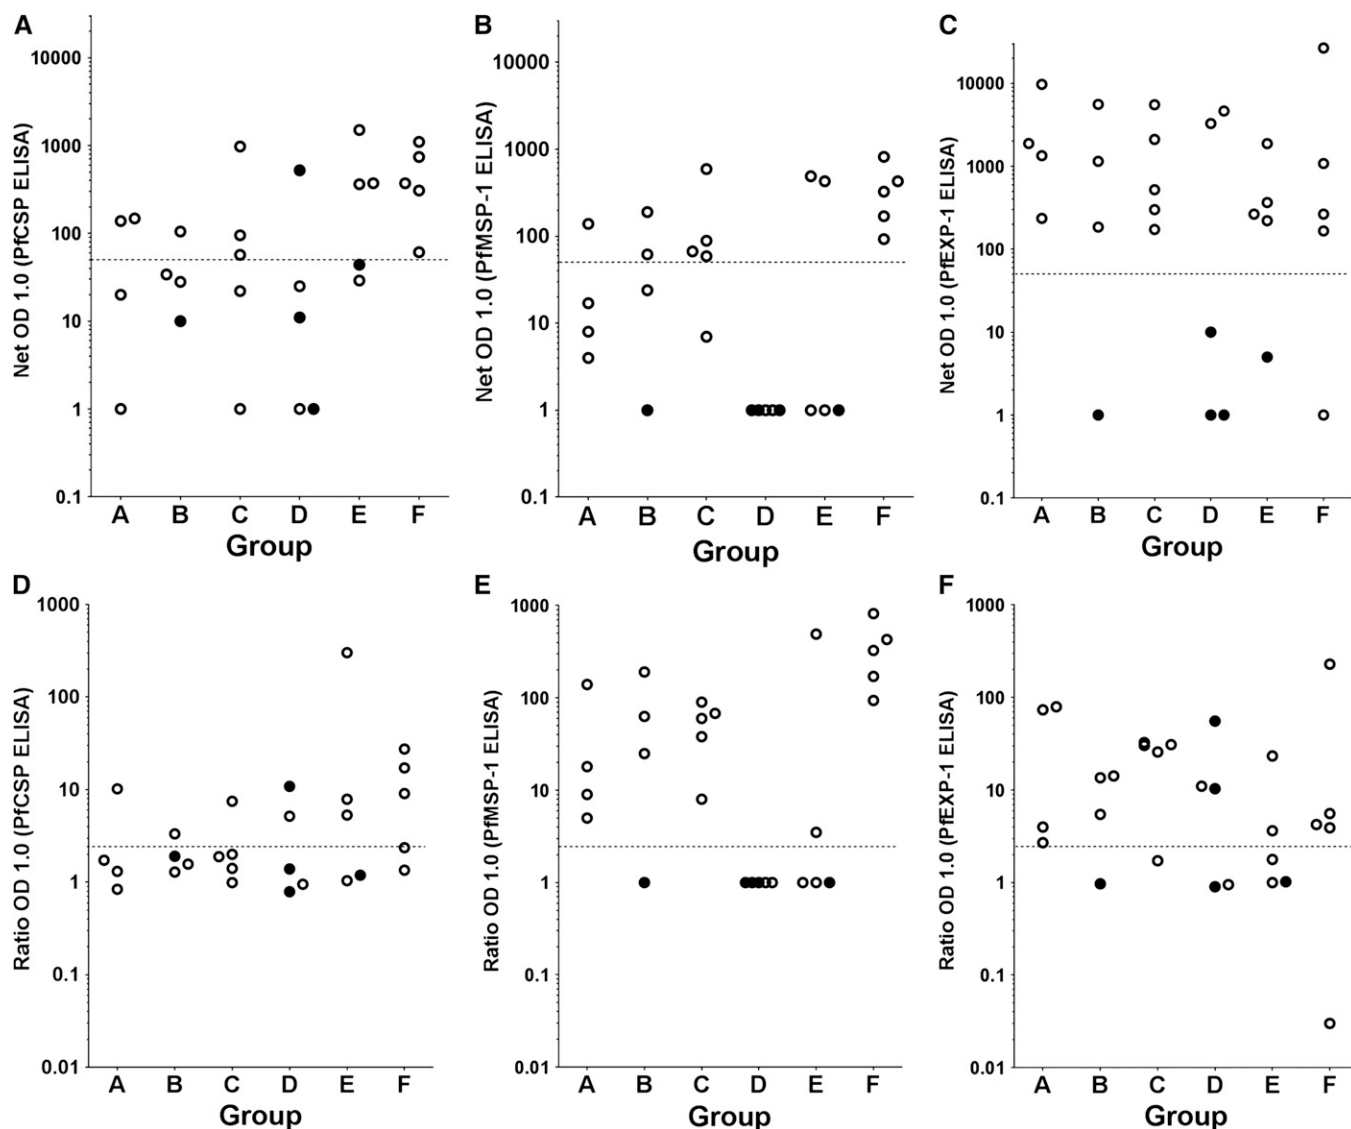 A
Net OD 1.0 (PfCSP ELISA)
10000
1000
100
10
1
0.1
A B C D E F
Group
B
Net OD 1.0 (PfMSP-1 ELISA)
10000
1000
100
10
1
0.1
A B C D E F
Group
C
Net OD 1.0 (PfEXP-1 ELISA)
10000
1000
100
10
1
0.1
A B C D E F
Group
D
Ratio OD 1.0 (PfCSP ELISA)
1000
100
10
1
0.1
0.01
A B C D E F
Group
E
Ratio OD 1.0 (PfMSP-1 ELISA)
1000
100
10
1
0.1
0.01
A B C D E F
Group
F
Ratio OD 1.0 (PfEXP-1 ELISA)
1000
100
10
1
0.1
0.01
A B C D E F
Group